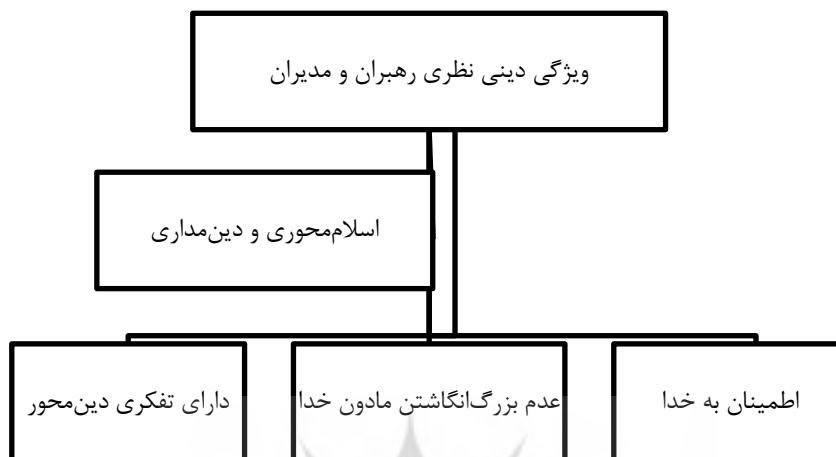 ویژگی دینی نظری رهبران و مدیران
اسلام‌محوری و دین‌مداری
اطمینان به خدا
عدم بزرگ‌انگاشتن مادون خدا
دارای تفکری دین‌محور